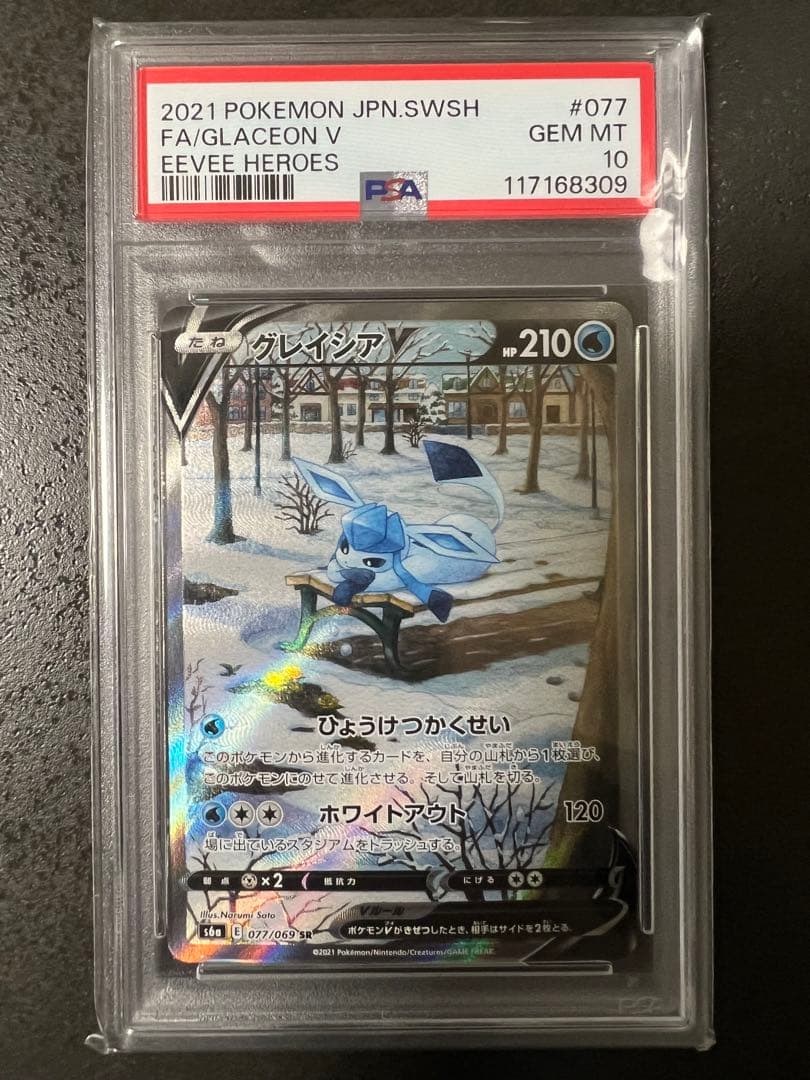 2021 POKEMON JPN.SWSH #077
FA/GLACEON V GEM MT
EEVEE HEROES 10
PSA 117168309
たね グレイシア V HP 210
ひょうけつかくせい
このポケモンから進化するカードを、自分の山札から1枚選び、
このポケモンにのせて進化させる。そして山札を切る。
ホワイトアウト 120
場に出ているスタジアムをトラッシュする。
弱点 ×2 抵抗力 にげる
Illus. Narumi Sato
Vルール
s6a E 077/069 SR
ポケモンVがきぜつしたとき、相手はサイドを2枚とる。
©2021 Pokémon/Nintendo/Creatures/GAME FREAK.